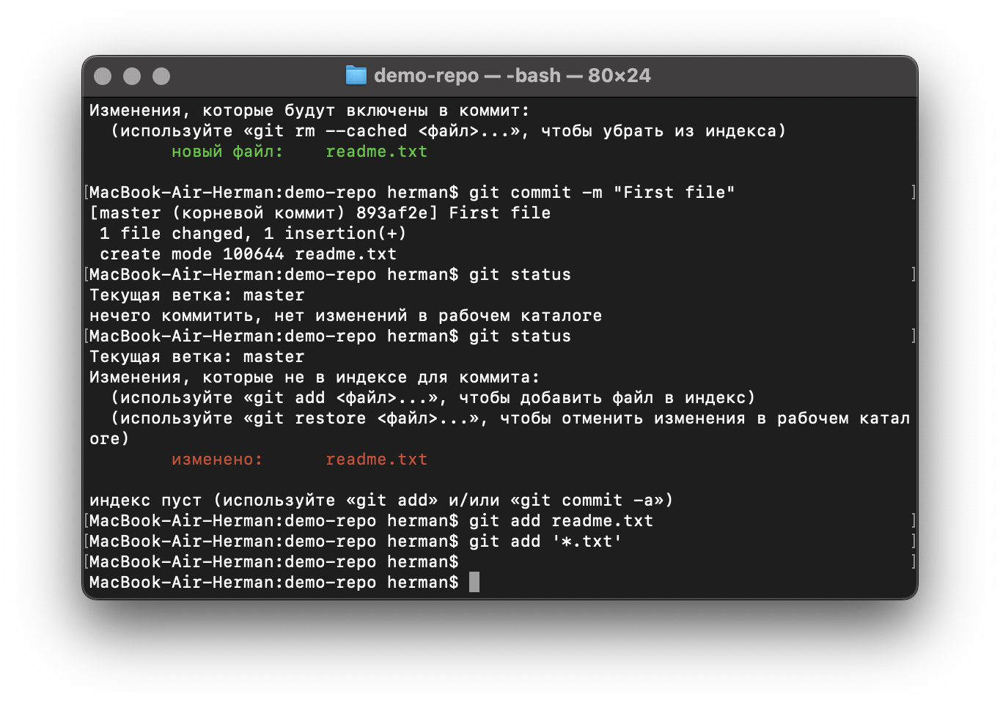 demo-repo — -bash — 80×24
Изменения, которые будут включены в коммит:
  (используйте «git rm --cached <файл>...», чтобы убрать из индекса)
        новый файл:    readme.txt

[MacBook-Air-Herman:demo-repo herman$ git commit -m "First file" ]
[master (корневой коммит) 893af2e] First file
 1 file changed, 1 insertion(+)
 create mode 100644 readme.txt
[MacBook-Air-Herman:demo-repo herman$ git status ]
Текущая ветка: master
нечего коммитить, нет изменений в рабочем каталоге
[MacBook-Air-Herman:demo-repo herman$ git status ]
Текущая ветка: master
Изменения, которые не в индексе для коммита:
  (используйте «git add <файл>...», чтобы добавить файл в индекс)
  (используйте «git restore <файл>...», чтобы отменить изменения в рабочем катал
оге)
        изменено:      readme.txt

индекс пуст (используйте «git add» и/или «git commit -a»)
[MacBook-Air-Herman:demo-repo herman$ git add readme.txt ]
[MacBook-Air-Herman:demo-repo herman$ git add '*.txt' ]
[MacBook-Air-Herman:demo-repo herman$ ]
MacBook-Air-Herman:demo-repo herman$